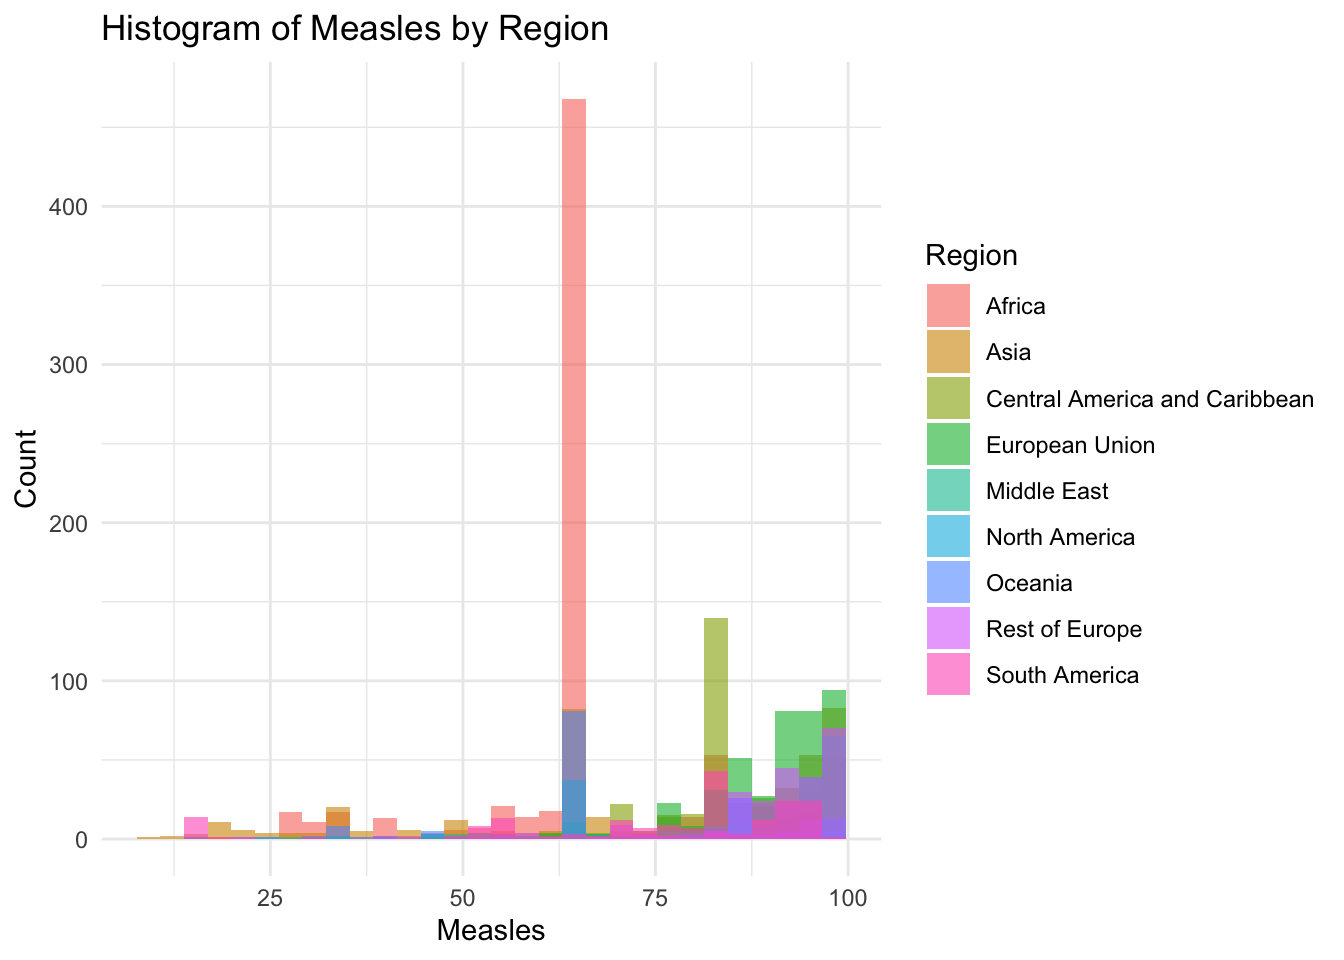 Histogram of Measles by Region
400
300
200
100
0
Count
25 50 75 100
Measles
Region
Africa
Asia
Central America and Caribbean
European Union
Middle East
North America
Oceania
Rest of Europe
South America